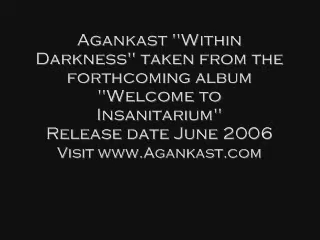 Agankast "Within
Darkness" taken from the
forthcoming album
"Welcome to
Insanitarium"
Release date June 2006
Visit www.Agankast.com